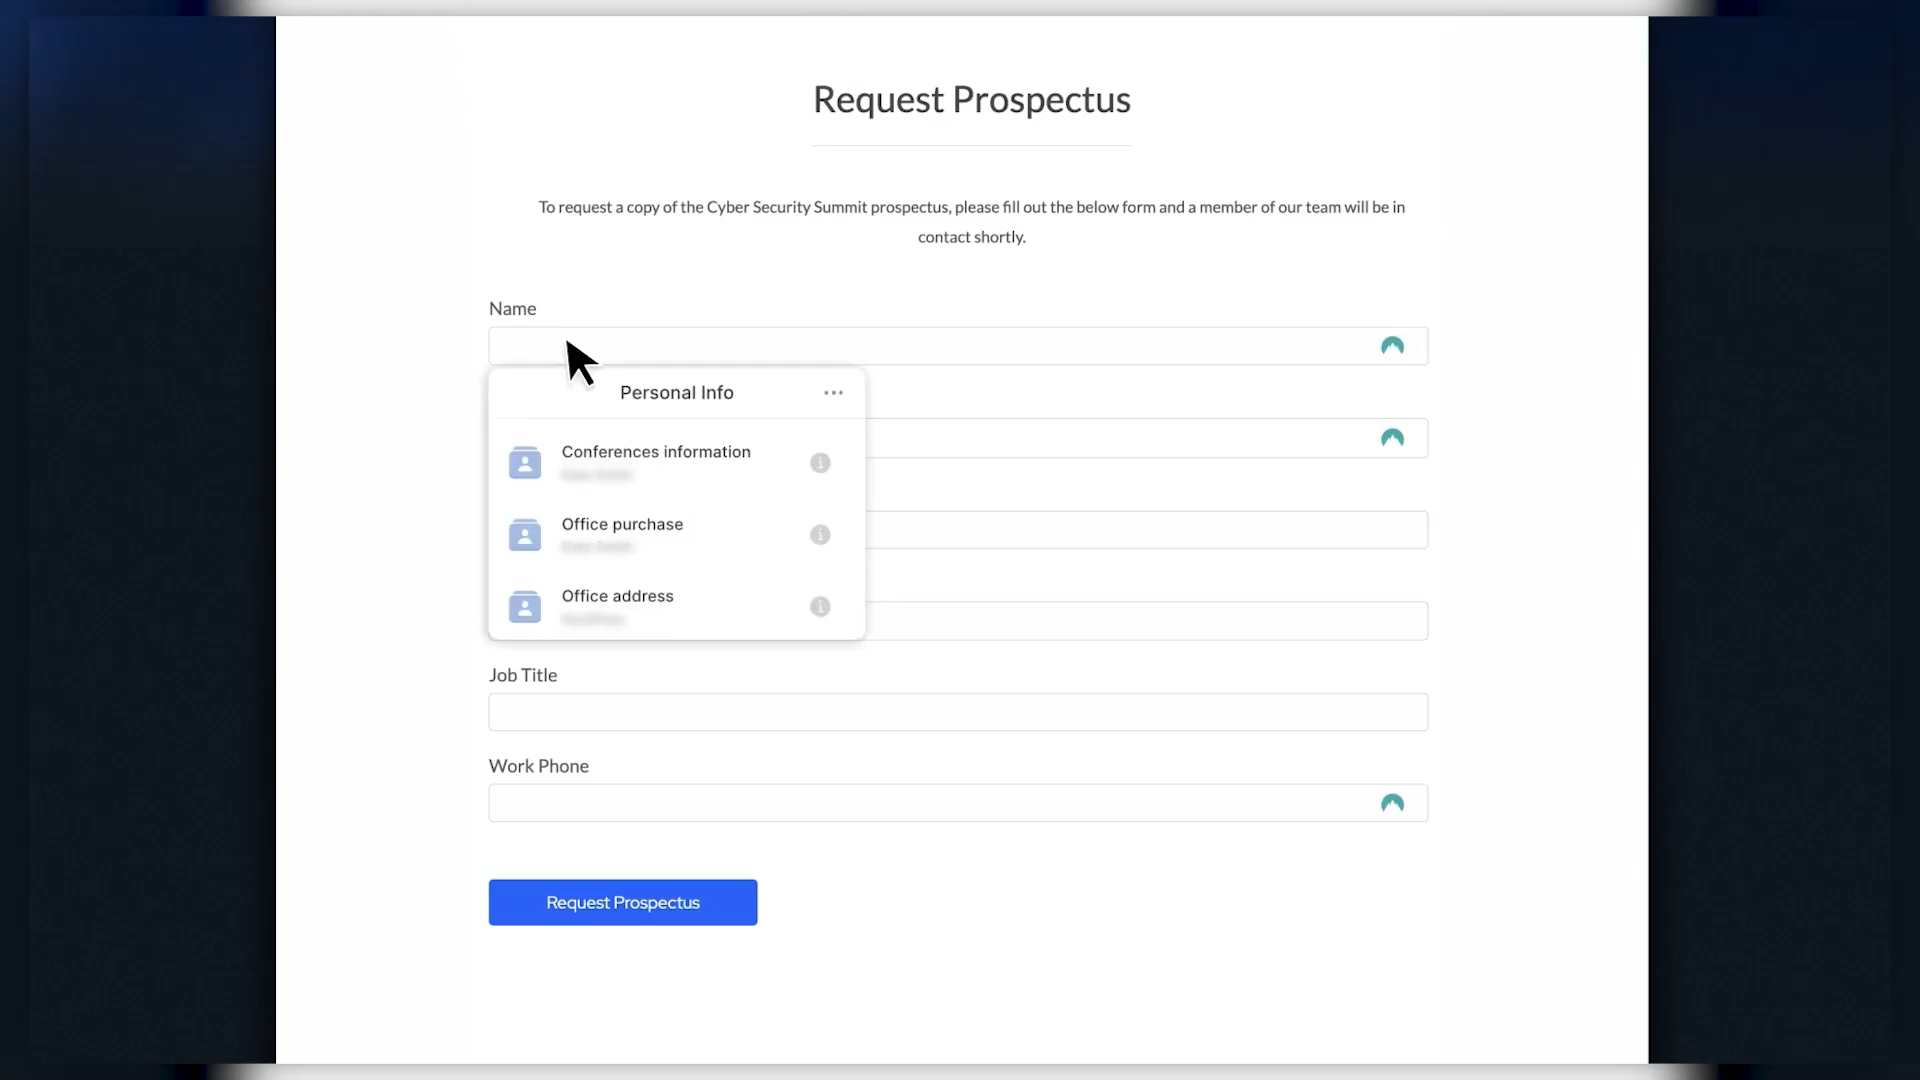 Request Prospectus
To request a copy of the Cyber Security Summit prospectus, please fill out the below form and a member of our team will be in
contact shortly.
Name
Personal Info
Conferences information
Office purchase
Office address
Job Title
Work Phone
Request Prospectus